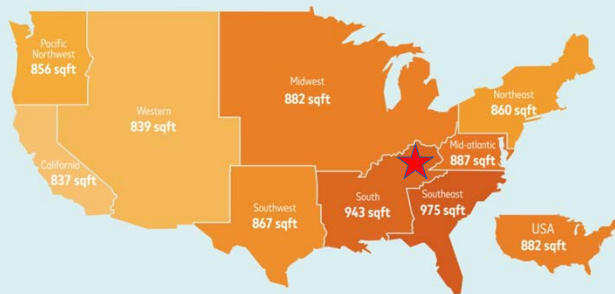 Pacific
Northwest
856 sqft
Western
839 sqft
California
837 sqft
Midwest
882 sqft
Southwest
867 sqft
South
943 sqft
Northeast
860 sqft
Mid-atlantic
887 sqft
Southeast
975 sqft
USA
882 sqft